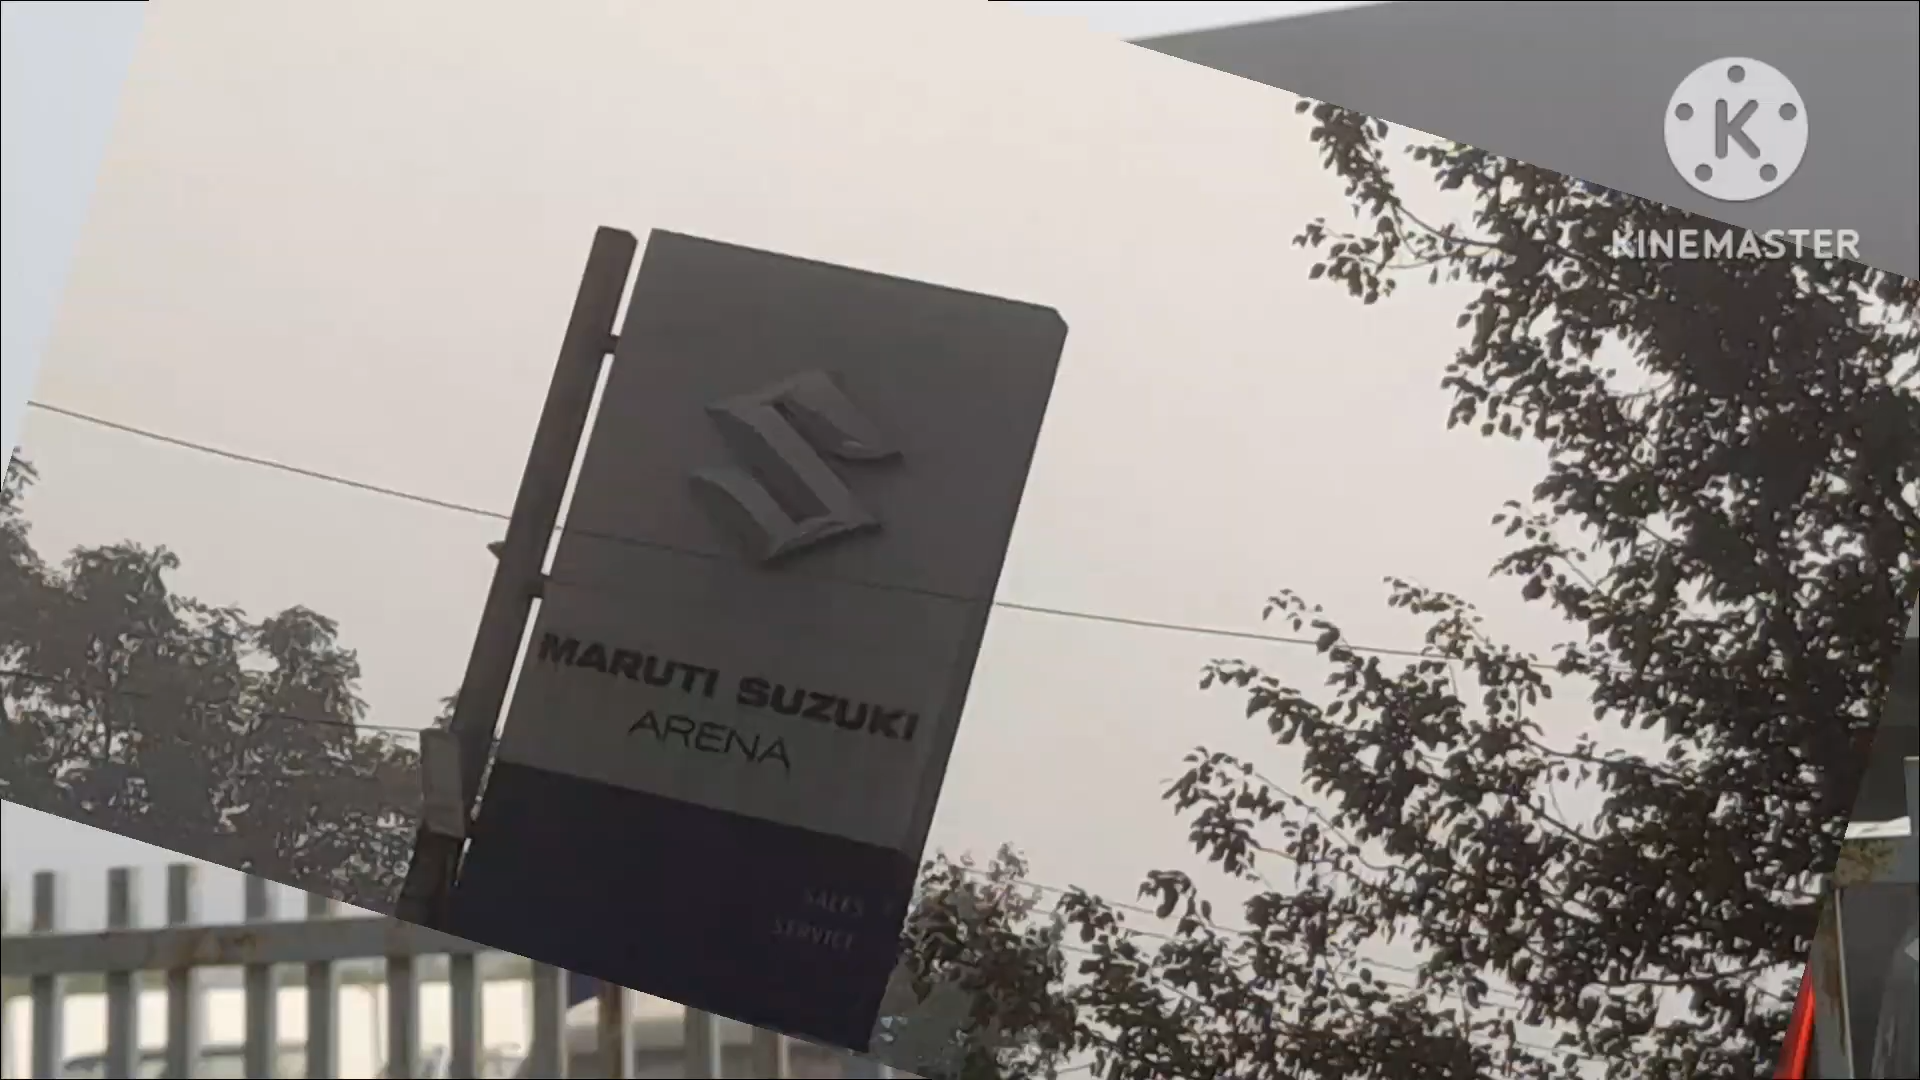 K
KINEMASTER
MARUTI SUZUKI
ARENA
SALES
SERVICE